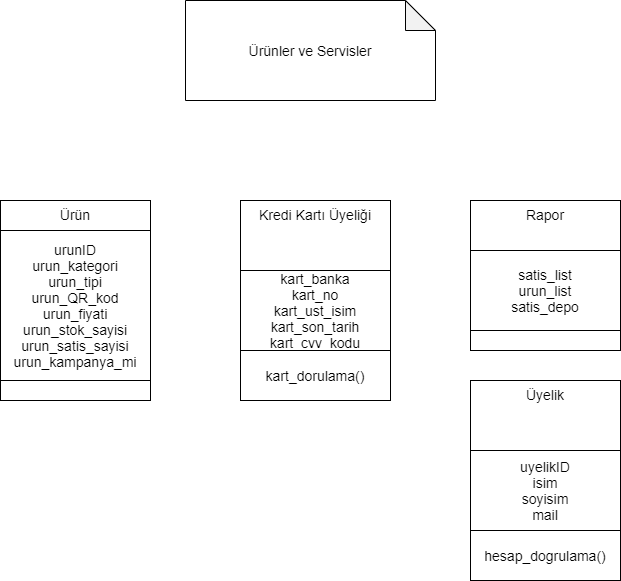 Ürünler ve Servisler
Ürün
urunID
urun_kategori
urun_tipi
urun_QR_kod
urun_fiyati
urun_stok_sayisi
urun_satis_sayisi
urun_kampanya_mi
Kredi Kartı Üyeliği
kart_banka
kart_no
kart_ust_isim
kart_son_tarih
kart_cvv_kodu
kart_dorulama()
Rapor
satis_list
urun_list
satis_depo
Üyelik
uyelikID
isim
soyisim
mail
hesap_dogrulama()